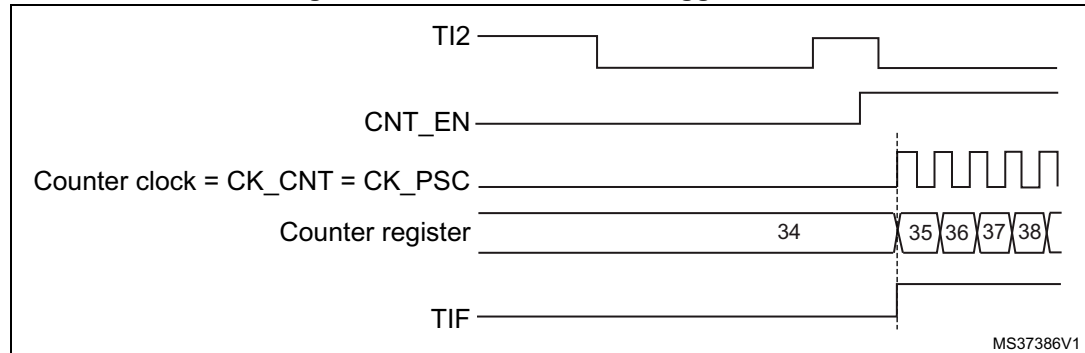 TI2
CNT_EN
Counter clock = CK_CNT = CK_PSC
Counter register 34 35 36 37 38
TIF
MS37386V1